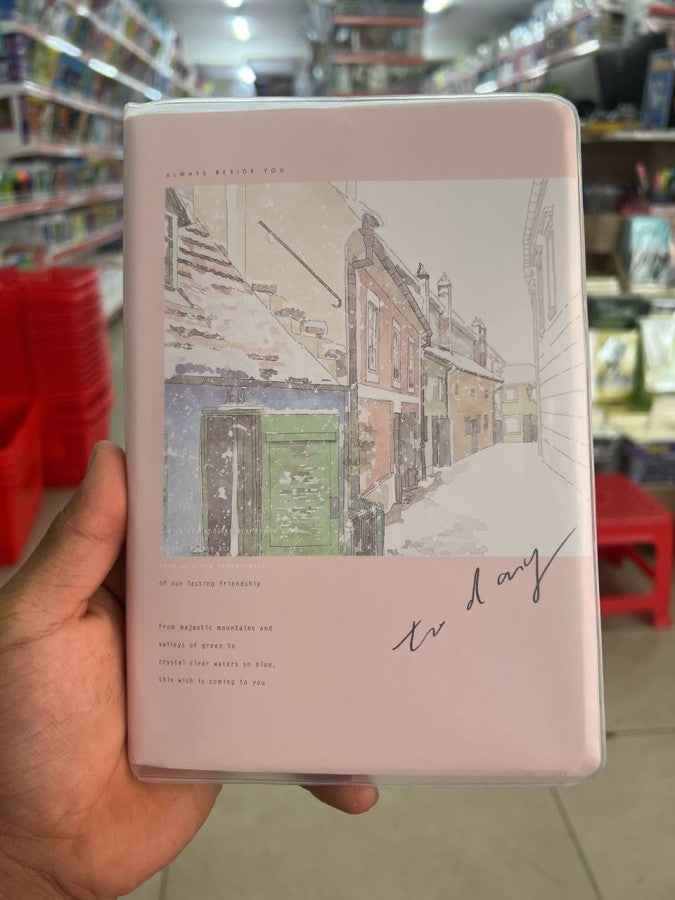 ALWAYS BESIDE YOU
of our lasting friendship
From majestic mountains and
valleys of green to
crystal clear waters so blue,
this wish is coming to you
to day